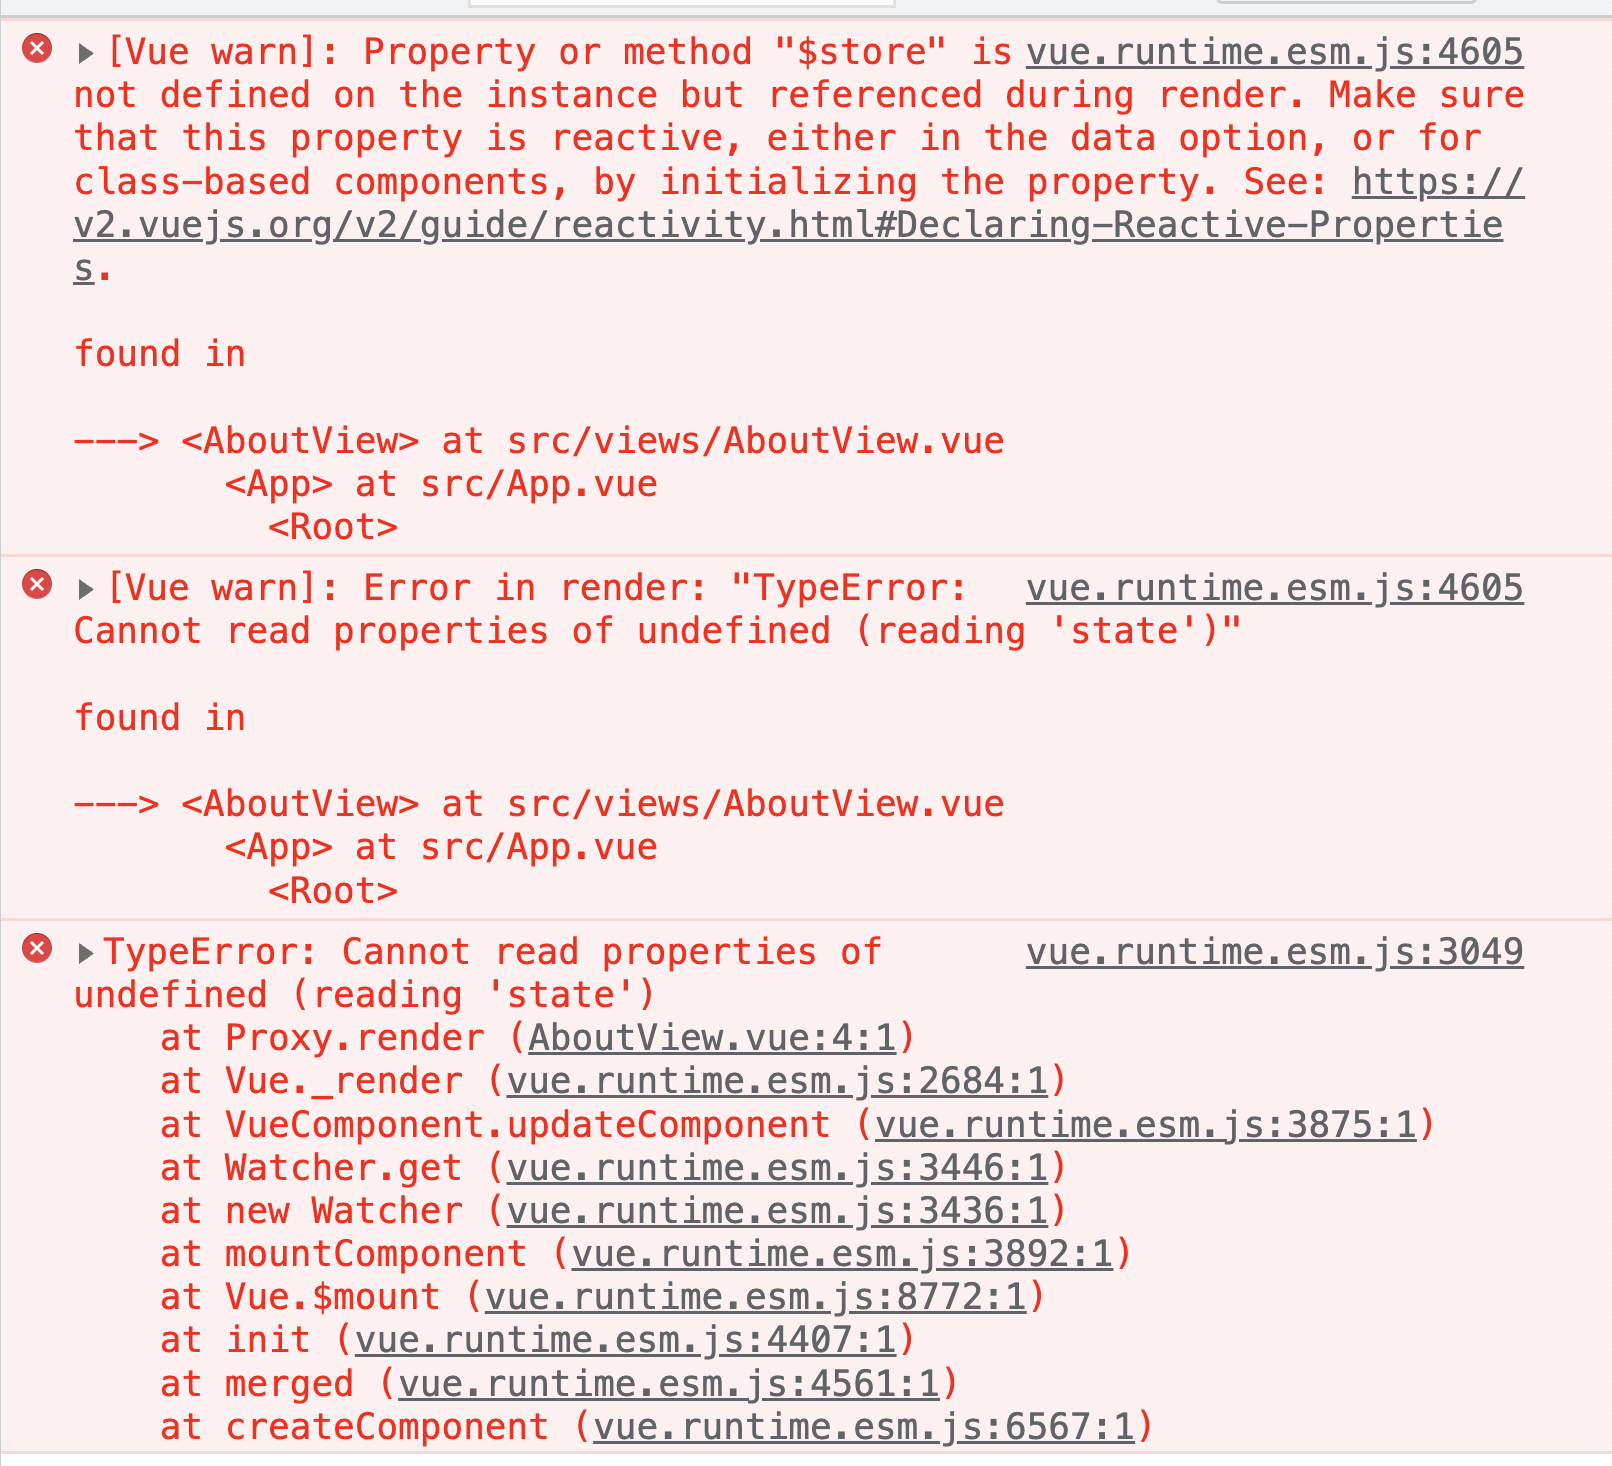 [Vue warn]: Property or method "$store" is vue.runtime.esm.js:4605
not defined on the instance but referenced during render. Make sure
that this property is reactive, either in the data option, or for
class-based components, by initializing the property. See: https://
v2.vuejs.org/v2/guide/reactivity.html#Declaring-Reactive-Propertie
s.
found in
---> <AboutView> at src/views/AboutView.vue
<App> at src/App.vue
<Root>
[Vue warn]: Error in render: "TypeError: vue.runtime.esm.js:4605
Cannot read properties of undefined (reading 'state')"
found in
---> <AboutView> at src/views/AboutView.vue
<App> at src/App.vue
<Root>
TypeError: Cannot read properties of vue.runtime.esm.js:3049
undefined (reading 'state')
at Proxy.render (AboutView.vue:4:1)
at Vue._render (vue.runtime.esm.js:2684:1)
at VueComponent.updateComponent (vue.runtime.esm.js:3875:1)
at Watcher.get (vue.runtime.esm.js:3446:1)
at new Watcher (vue.runtime.esm.js:3436:1)
at mountComponent (vue.runtime.esm.js:3892:1)
at Vue.$mount (vue.runtime.esm.js:8772:1)
at init (vue.runtime.esm.js:4407:1)
at merged (vue.runtime.esm.js:4561:1)
at createComponent (vue.runtime.esm.js:6567:1)